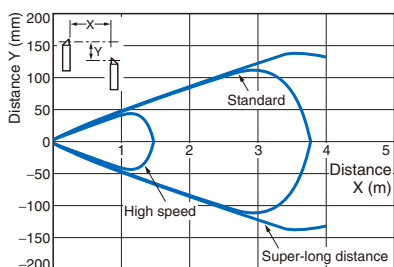 Distance Y (mm)
200
150
100
50
0
−50
−100
−150
−200
X
Y
Standard
1
2
3
4
5
Distance
X (m)
High speed
Super-long distance